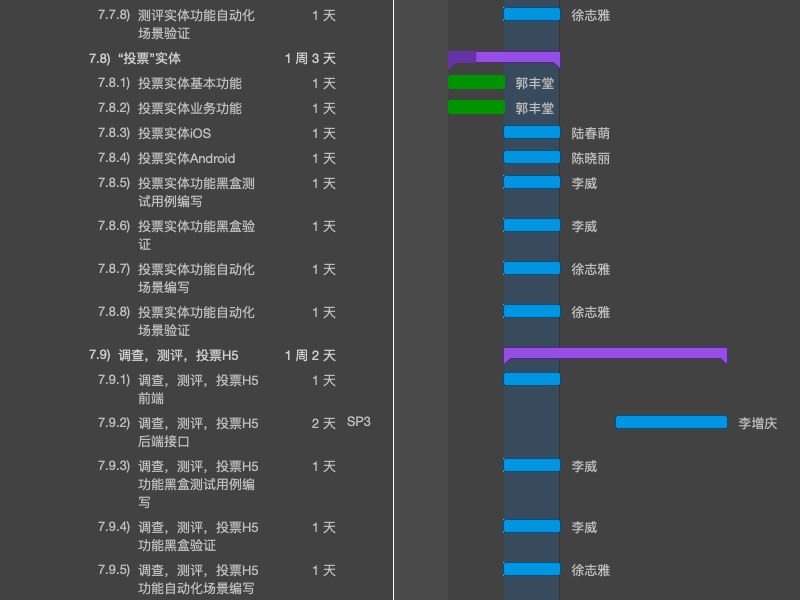 7.7.8) 测评实体功能自动化 1 天 徐志雅
场景验证
7.8) “投票”实体 1 周 3 天
7.8.1) 投票实体基本功能 1 天 郭丰堂
7.8.2) 投票实体业务功能 1 天 郭丰堂
7.8.3) 投票实体iOS 1 天 陆春萌
7.8.4) 投票实体Android 1 天 陈晓丽
7.8.5) 投票实体功能黑盒测 1 天 李威
试用例编写
7.8.6) 投票实体功能黑盒验 1 天 李威
证
7.8.7) 投票实体功能自动化 1 天 徐志雅
场景编写
7.8.8) 投票实体功能自动化 1 天 徐志雅
场景验证
7.9) 调查，测评，投票H5 1 周 2 天
7.9.1) 调查，测评，投票H5 1 天
前端
7.9.2) 调查，测评，投票H5 2 天 SP3 李增庆
后端接口
7.9.3) 调查，测评，投票H5 1 天 李威
功能黑盒测试用例编
写
7.9.4) 调查，测评，投票H5 1 天 李威
功能黑盒验证
7.9.5) 调查，测评，投票H5 1 天 徐志雅
功能自动化场景编写